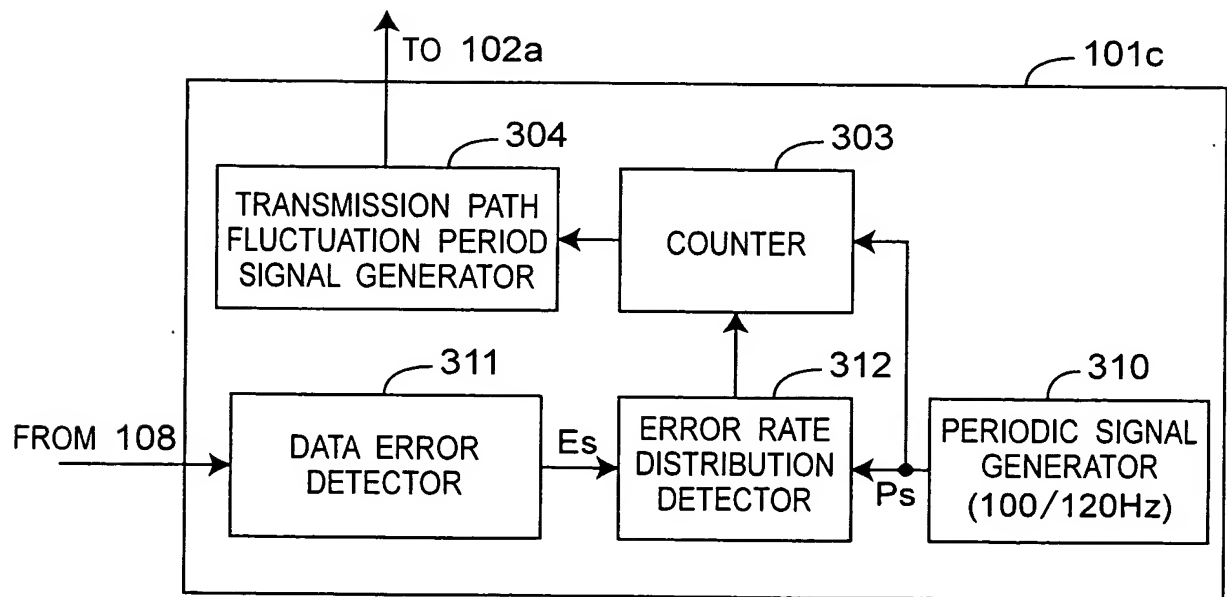 TO 102a
101c
304
303
TRANSMISSION PATH
FLUCTUATION PERIOD
SIGNAL GENERATOR
COUNTER
311
312
310
FROM 108
DATA ERROR
DETECTOR
Es
ERROR RATE
DISTRIBUTION
DETECTOR
Ps
PERIODIC SIGNAL
GENERATOR
(100/120Hz)